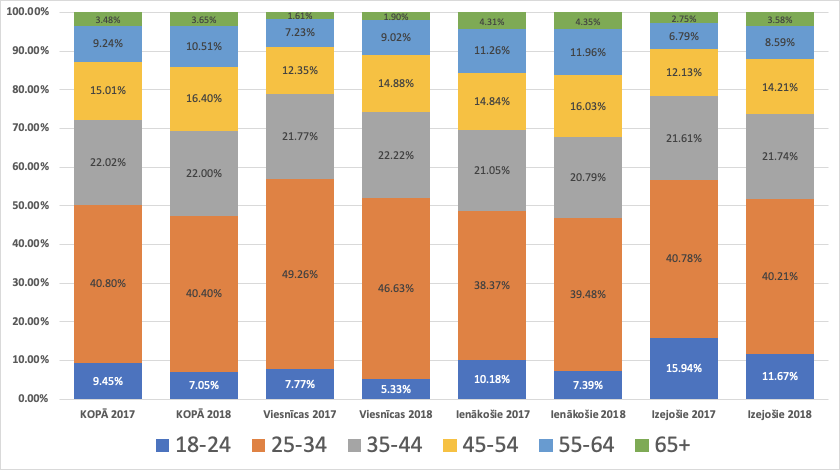 100.00%
90.00%
80.00%
70.00%
60.00%
50.00%
40.00%
30.00%
20.00%
10.00%
0.00%
3.48% 3.65% 1.61% 1.90% 4.31% 4.35% 2.75% 3.58%
9.24% 10.51% 7.23% 9.02% 11.26% 11.96% 6.79% 8.59%
15.01% 16.40% 12.35% 14.88% 14.84% 16.03% 12.13% 14.21%
22.02% 22.00% 21.77% 22.22% 21.05% 20.79% 21.61% 21.74%
40.80% 40.40% 49.26% 46.63% 38.37% 39.48% 40.78% 40.21%
9.45% 7.05% 7.77% 5.33% 10.18% 7.39% 15.94% 11.67%
KOPĀ 2017 KOPĀ 2018 Viesnīcas 2017 Viesnīcas 2018 Ienākošie 2017 Ienākošie 2018 Izejošie 2017 Izejošie 2018
18-24 25-34 35-44 45-54 55-64 65+